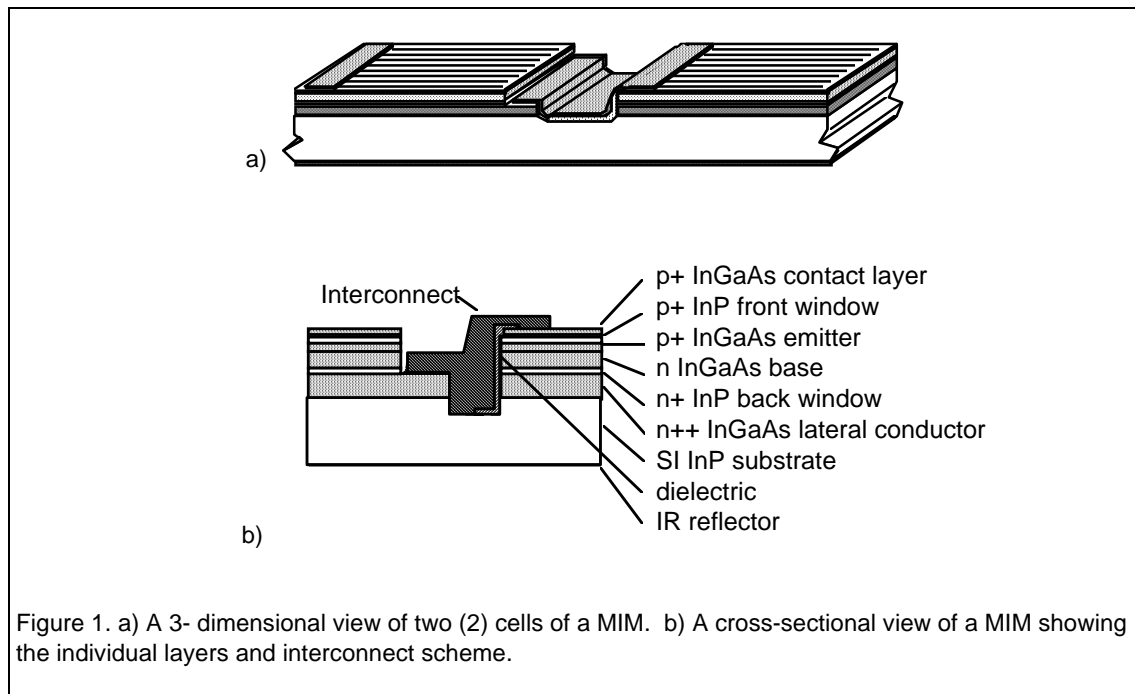 a)
Interconnect
p+ InGaAs contact layer
p+ InP front window
p+ InGaAs emitter
n InGaAs base
n+ InP back window
n++ InGaAs lateral conductor
SI InP substrate
dielectric
IR reflector
b)
Figure 1. a) A 3- dimensional view of two (2) cells of a MIM.  b) A cross-sectional view of a MIM showing
the individual layers and interconnect scheme.